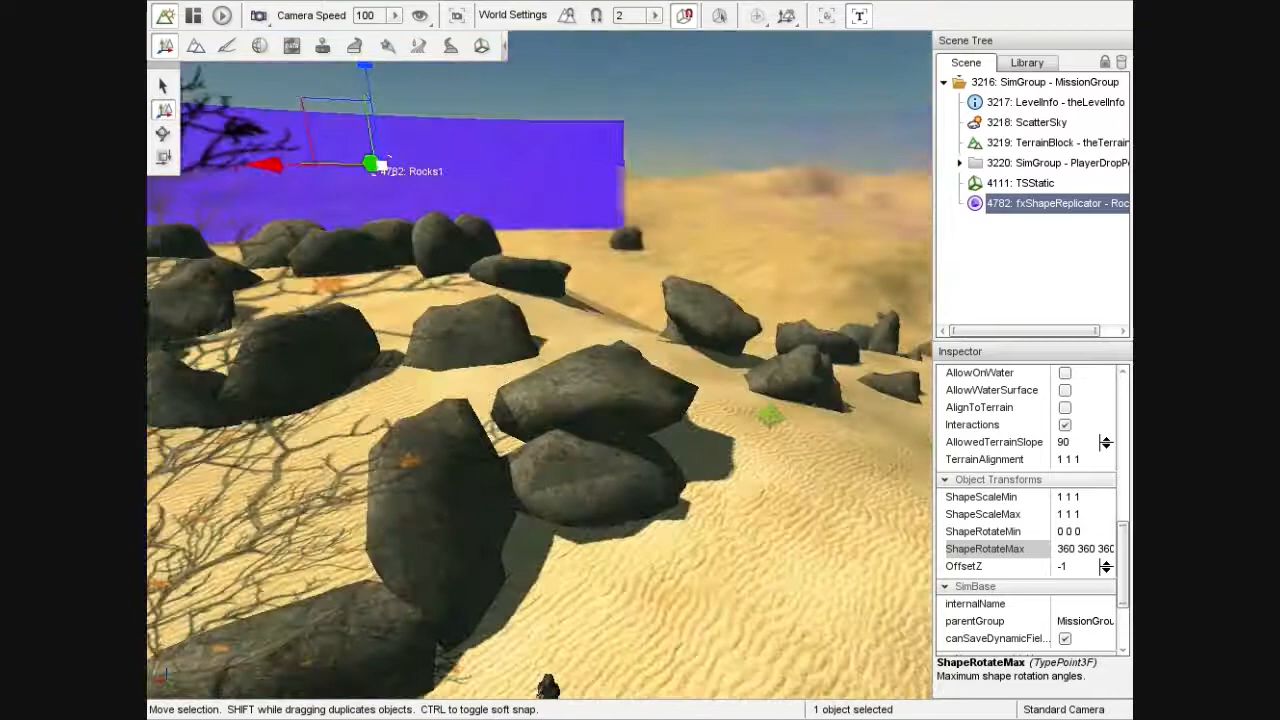 Camera Speed 100 World Settings 2 T
4782: Rocks1
Scene Tree
Scene Library
3216: SimGroup - MissionGroup
3217: LevelInfo - theLevelInfo
3218: ScatterSky
3219: TerrainBlock - theTerrain
3220: SimGroup - PlayerDropP
4111: TSStatic
4782: fxShapeReplicator - Roc
Inspector
AllowOnWater
AllowWaterSurface
AlignToTerrain
Interactions
AllowedTerrainSlope 90
TerrainAlignment 1 1 1
Object Transforms
ShapeScaleMin 1 1 1
ShapeScaleMax 1 1 1
ShapeRotateMin 0 0 0
ShapeRotateMax 360 360 360
OffsetZ -1
SimBase
internalName
parentGroup MissionGrou
canSaveDynamicFiel...
ShapeRotateMax (TypePoint3F)
Maximum shape rotation angles.
Move selection. SHIFT while dragging duplicates objects. CTRL to toggle soft snap. 1 object selected Standard Camera